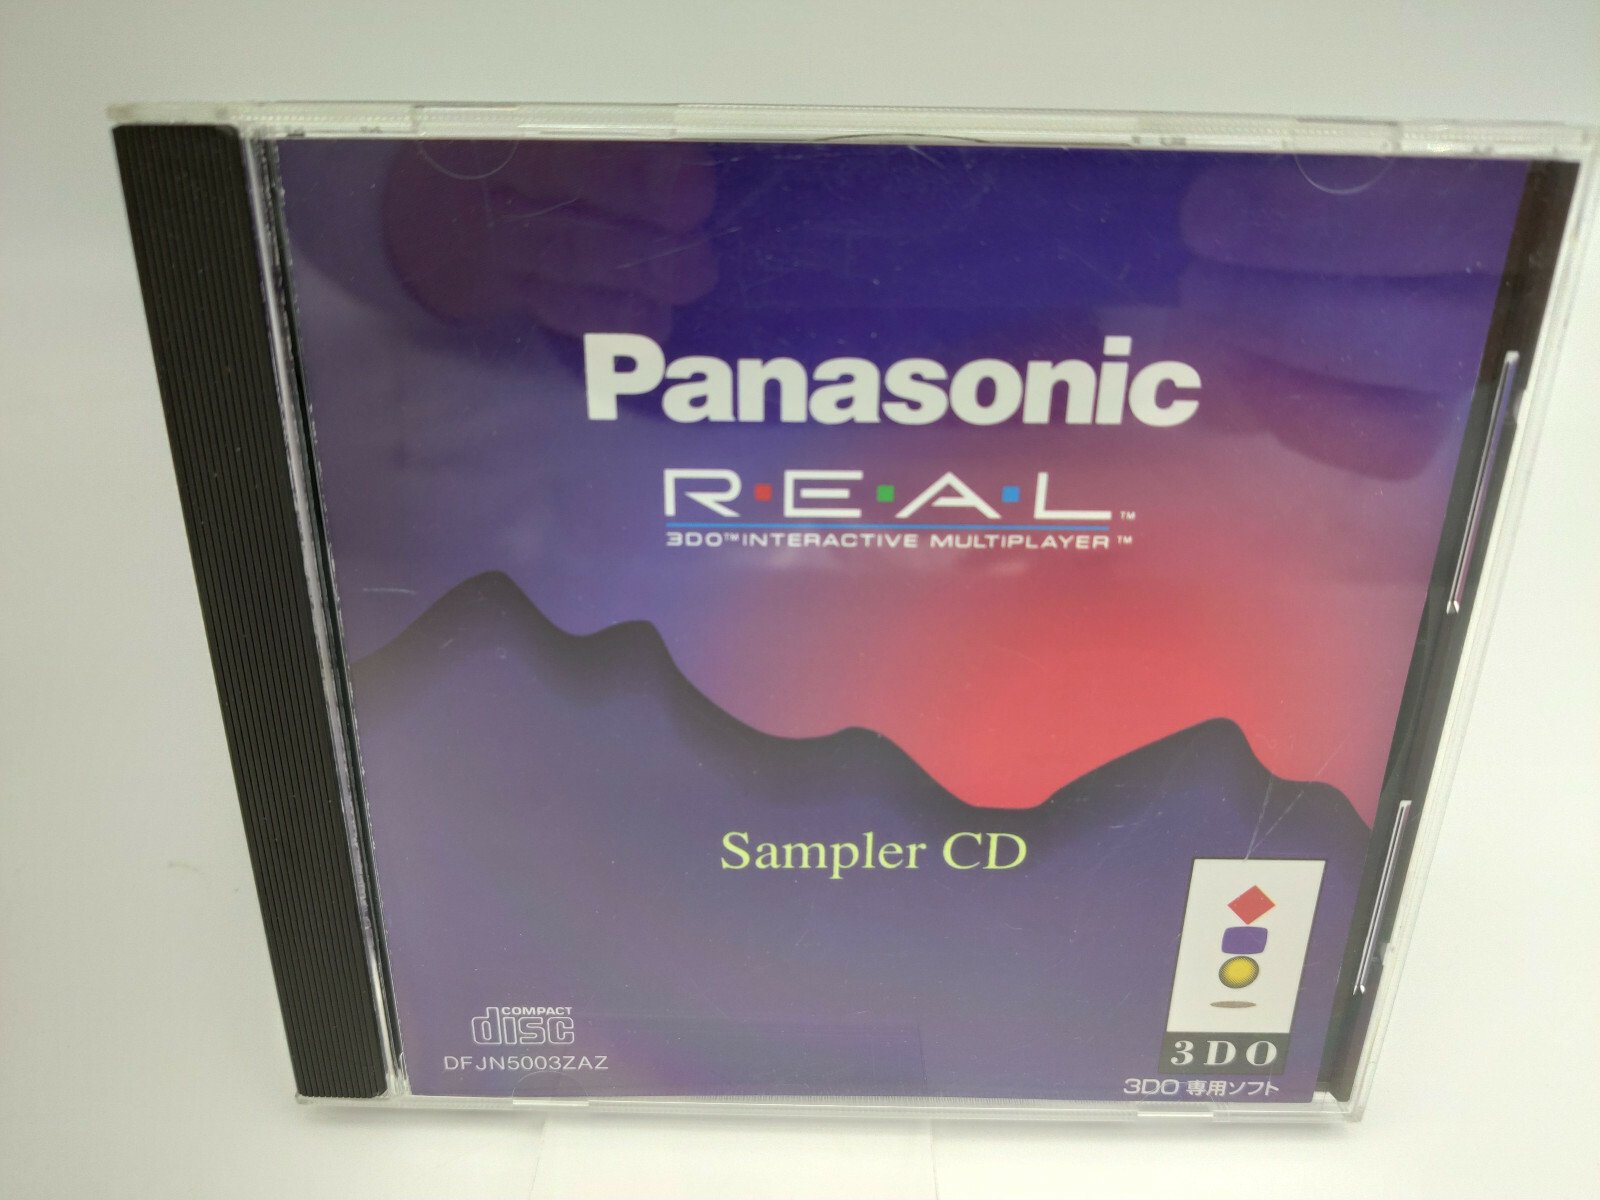 Panasonic
R·E·A·L™
3DO™ INTERACTIVE MULTIPLAYER™
Sampler CD
COMPACT
disc
DFJN5003ZAZ
3DO
3DO 専用ソフト